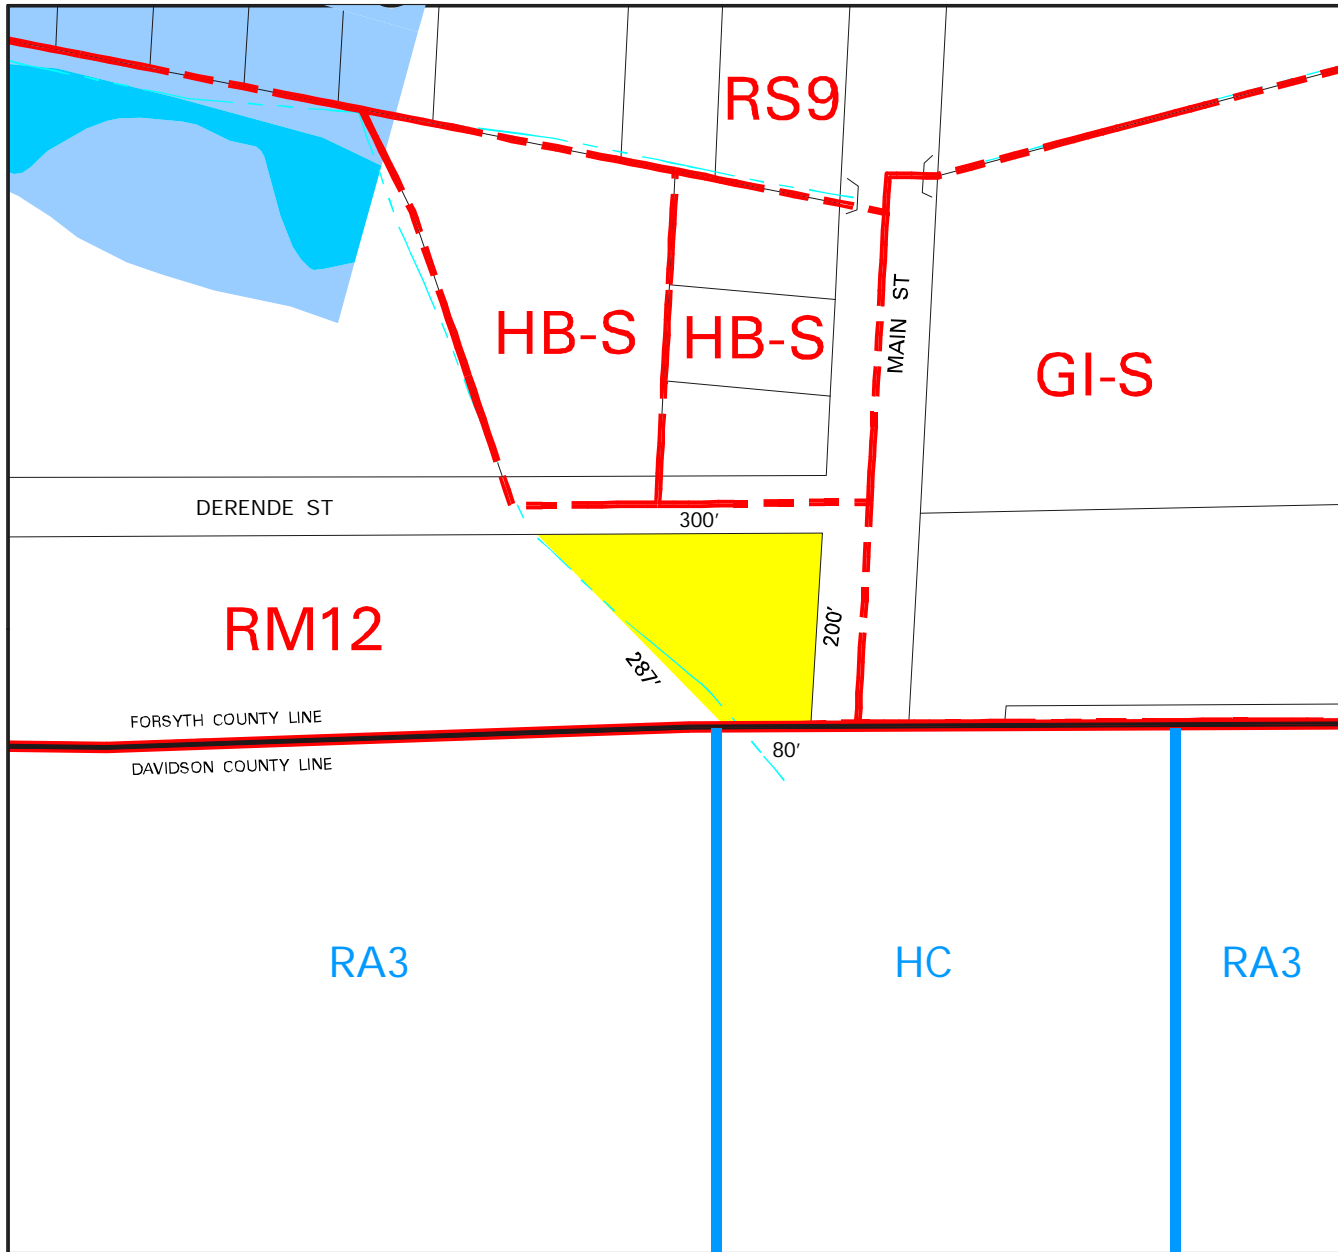 RS9
MAIN ST
HB-S
HB-S
GI-S
DERENDE ST
300'
RM12
200'
287'
FORSYTH COUNTY LINE
80'
DAVIDSON COUNTY LINE
RA3
HC
RA3